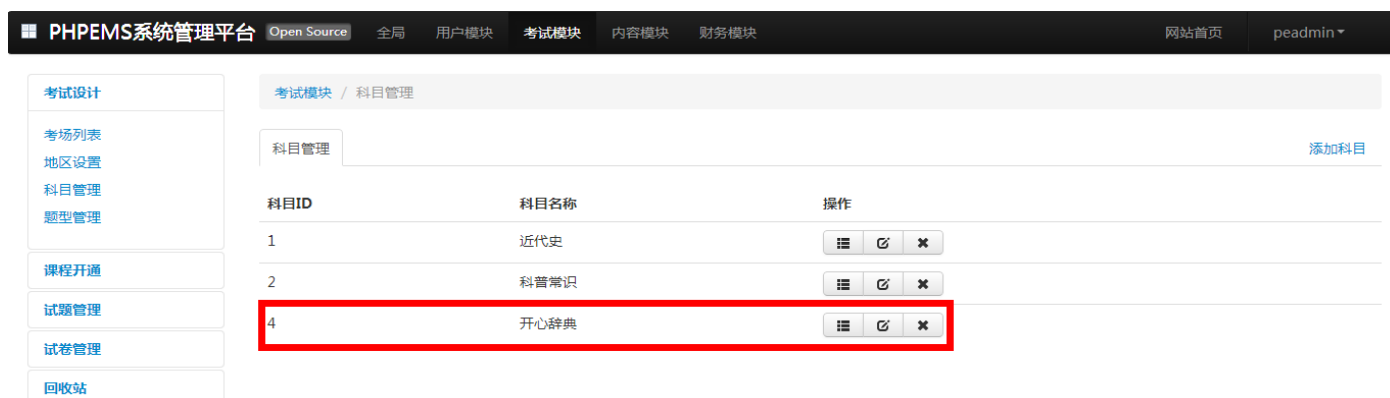 PHPEMS系统管理平台 Open Source 全局 用户模块 考试模块 内容模块 财务模块 网站首页 peadmin
考试设计
考场列表
地区设置
科目管理
题型管理
课程开通
试题管理
试卷管理
回收站
考试模块 / 科目管理
科目管理 添加科目
科目ID 科目名称 操作
1 近代史
2 科普常识
4 开心辞典